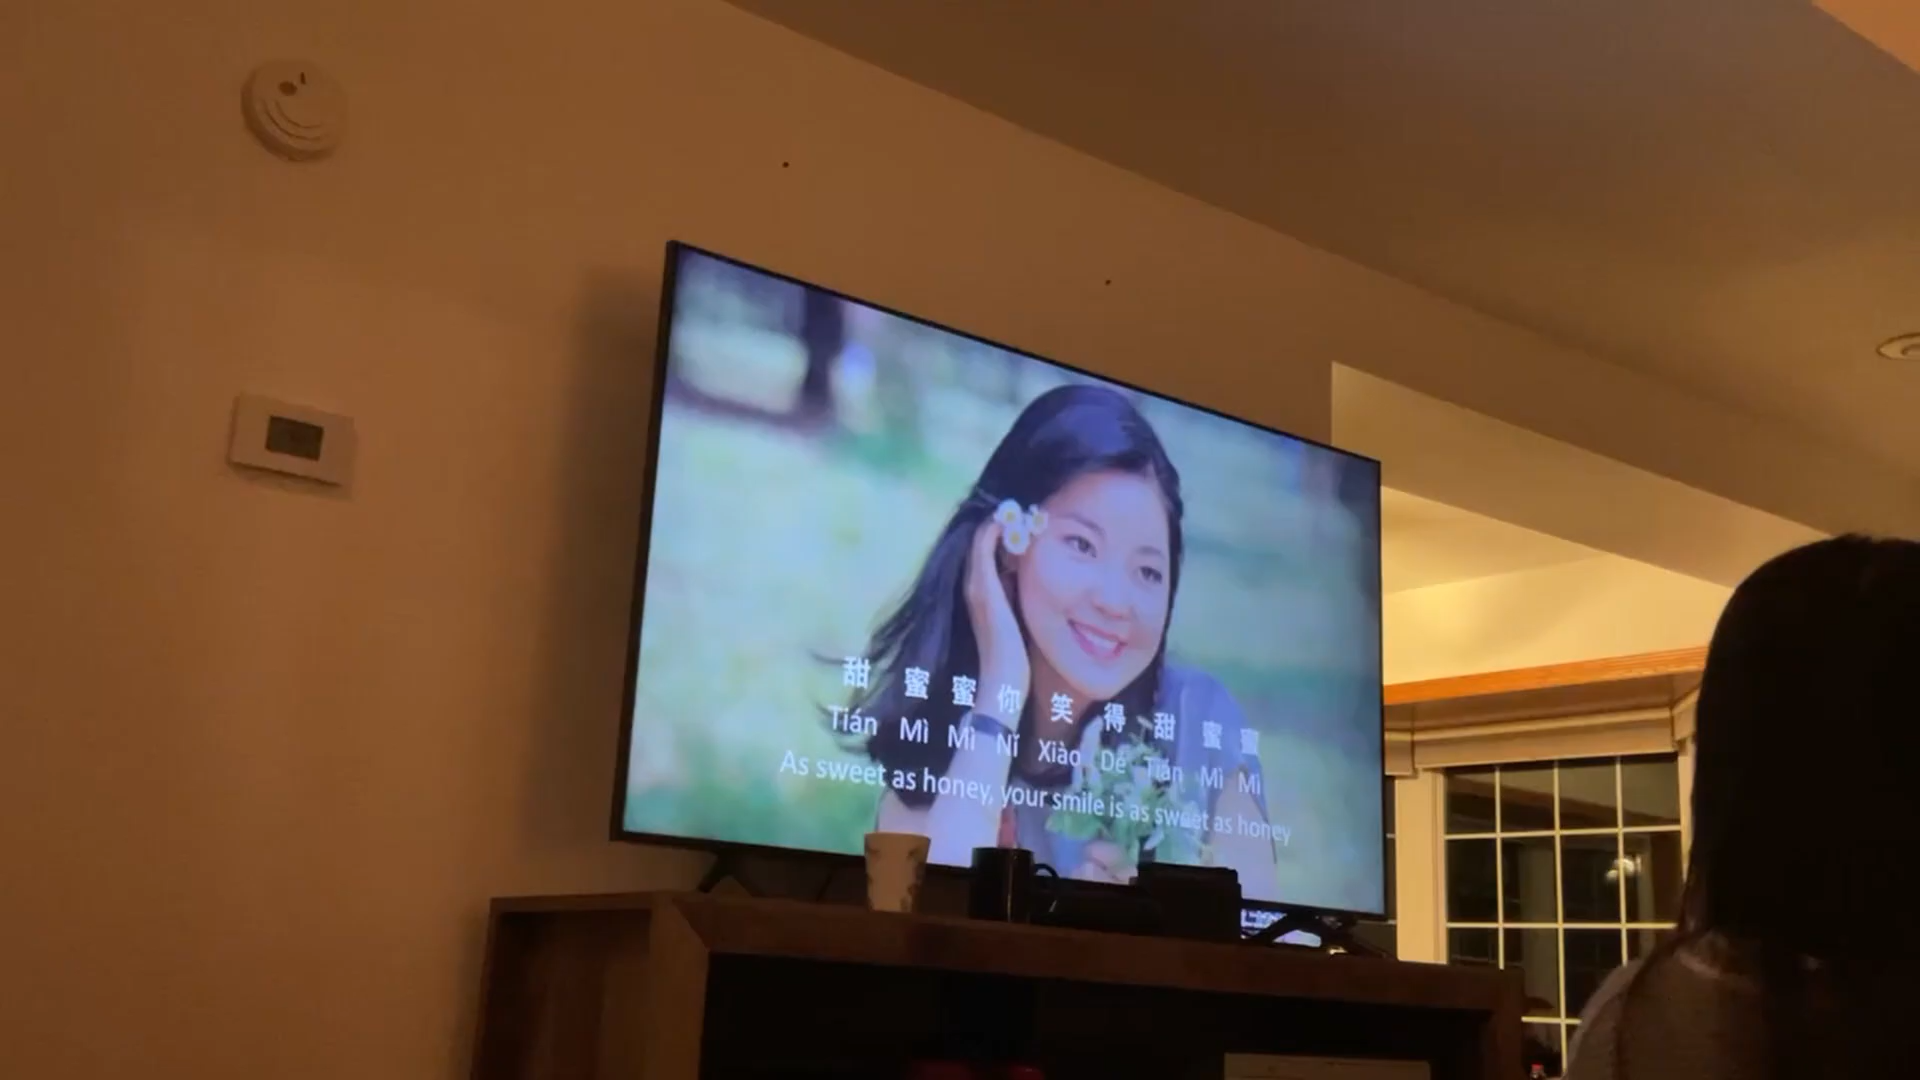 甜 蜜 蜜 你 笑 得 甜 蜜 蜜
Tián Mì Mì Nǐ Xiào Dé Tián Mì Mì
As sweet as honey, your smile is as sweet as honey